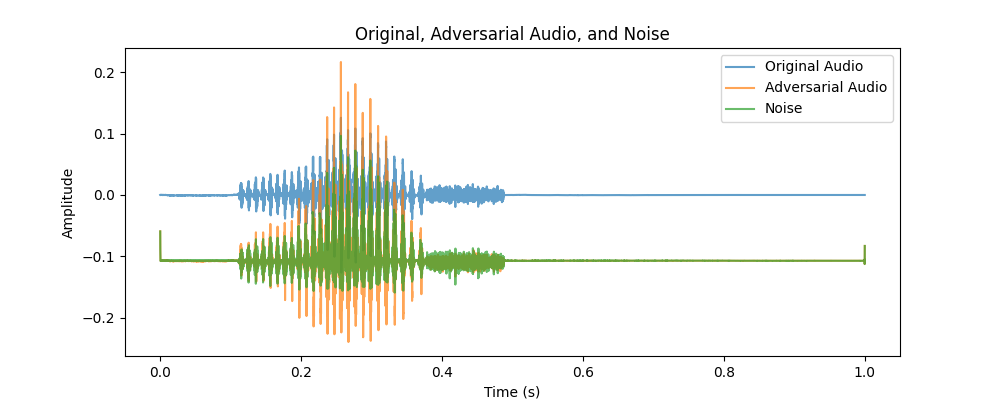 Original, Adversarial Audio, and Noise
Original Audio
Adversarial Audio
Noise
Amplitude
0.2
0.1
0.0
−0.1
−0.2
0.0 0.2 0.4 0.6 0.8 1.0
Time (s)